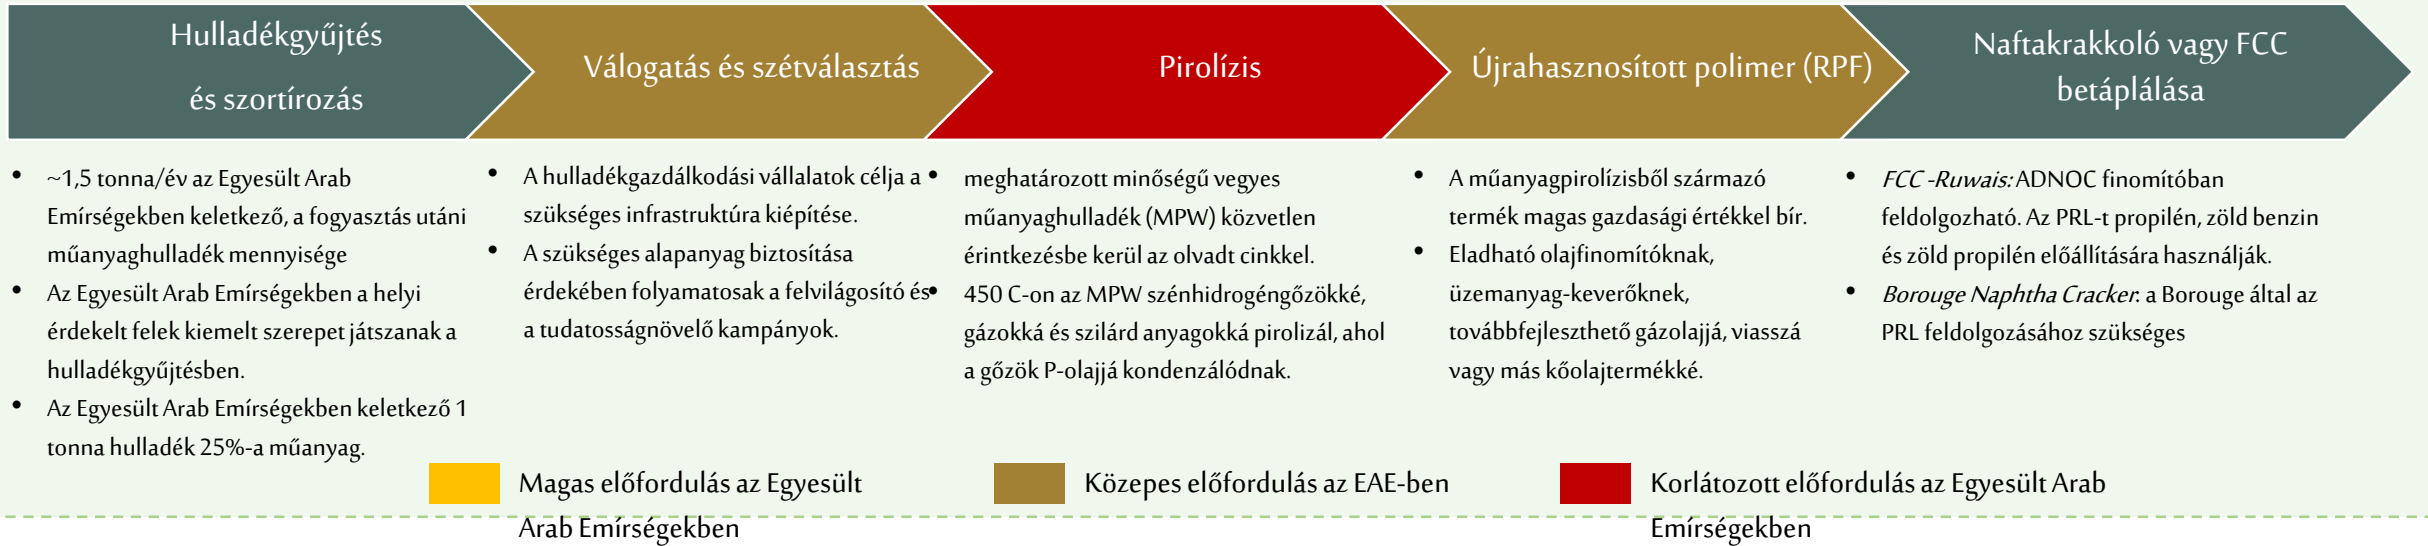 Hulladékgyűjtés
és szortírozás
Válogatás és szétválasztás
Pirolízis
Újrahasznosított polimer (RPF)
Naftakrakkoló vagy FCC
betáplálása
• ~1,5 tonna/év az Egyesült Arab
Emírségekben keletkező, a fogyasztás utáni
műanyaghulladék mennyisége
• Az Egyesült Arab Emírségekben a helyi
érdekelt felek kiemelt szerepet játszanak a
hulladékgyűjtésben.
• Az Egyesült Arab Emírségekben keletkező 1
tonna hulladék 25%-a műanyag.
• A hulladékgazdálkodási vállalatok célja a
szükséges infrastruktúra kiépítése.
• A szükséges alapanyag biztosítása
érdekében folyamatosak a felvilágosító és
a tudatosságnövelő kampányok.
• meghatározott minőségű vegyes
műanyaghulladék (MPW) közvetlen
érintkezésbe kerül az olvadt cinkkel.
• 450 C-on az MPW szénhidrogéngőzökké,
gázokká és szilárd anyagokká pirolizál, ahol
a gőzök P-olajjá kondenzálódnak.
• A műanyagpirolízisből származó
termék magas gazdasági értékkel bír.
• Eladható olajfinomítóknak,
üzemanyag-keverőknek,
továbbfejleszthető gázolajjá, viasszá
vagy más kőolajtermékké.
• FCC -Ruwais: ADNOC finomítóban
feldolgozható. Az PRL-t propilén, zöld benzin
és zöld propilén előállítására használják.
• Borouge Naphtha Cracker: a Borouge által az
PRL feldolgozásához szükséges
Magas előfordulás az Egyesült
Arab Emírségekben
Közepes előfordulás az EAE-ben
Korlátozott előfordulás az Egyesült Arab
Emírségekben